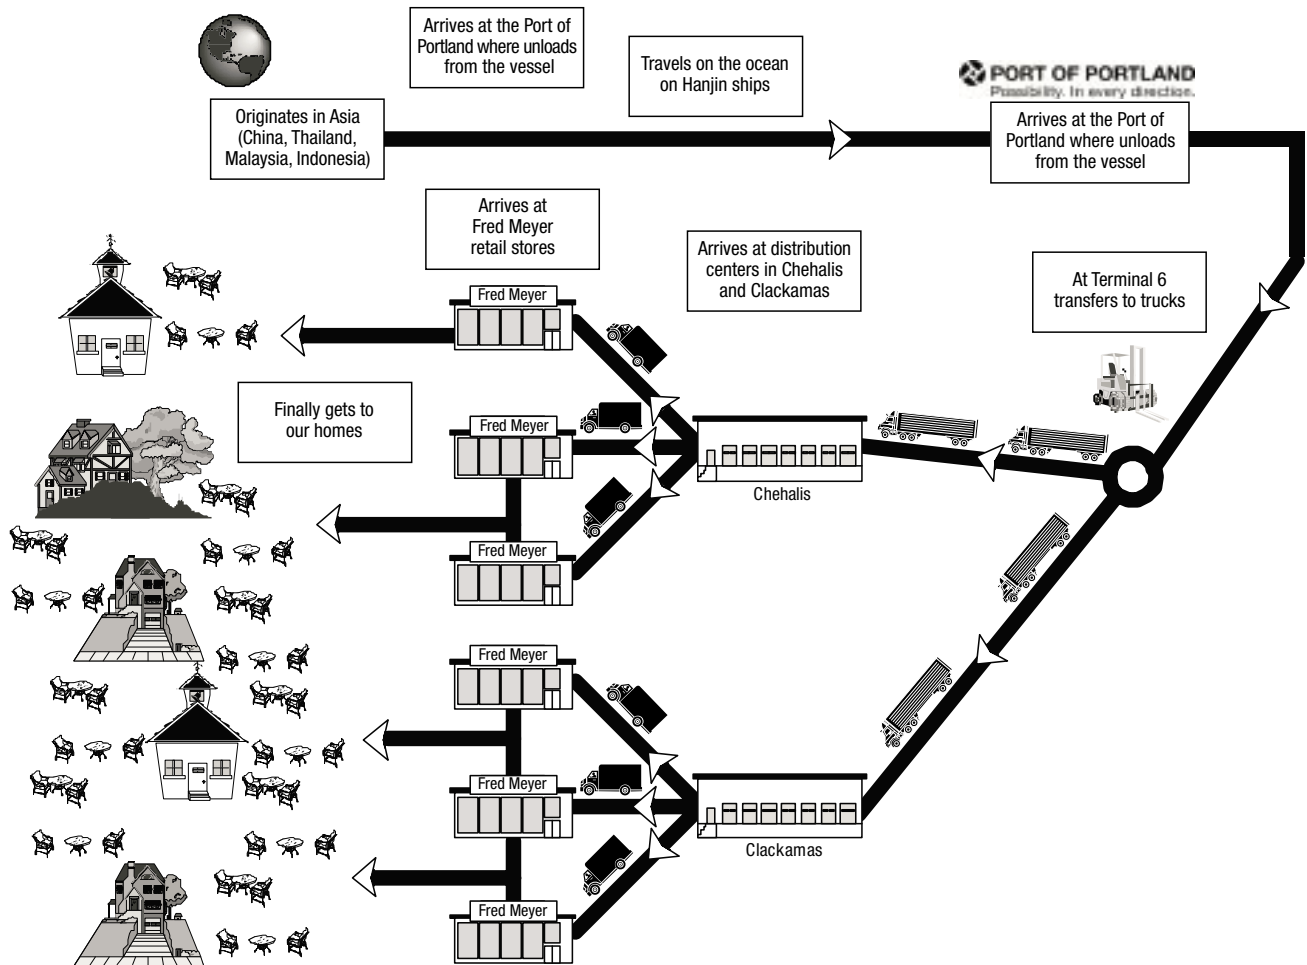 Arrives at the Port of
Portland where unloads
from the vessel
Travels on the ocean
on Hanjin ships
PORT OF PORTLAND
Possibility. In every direction.
Originates in Asia
(China, Thailand,
Malaysia, Indonesia)
Arrives at the Port of
Portland where unloads
from the vessel
Arrives at
Fred Meyer
retail stores
Arrives at distribution
centers in Chehalis
and Clackamas
At Terminal 6
transfers to trucks
Fred Meyer
Finally gets to
our homes
Fred Meyer
Chehalis
Fred Meyer
Fred Meyer
Fred Meyer
Clackamas
Fred Meyer